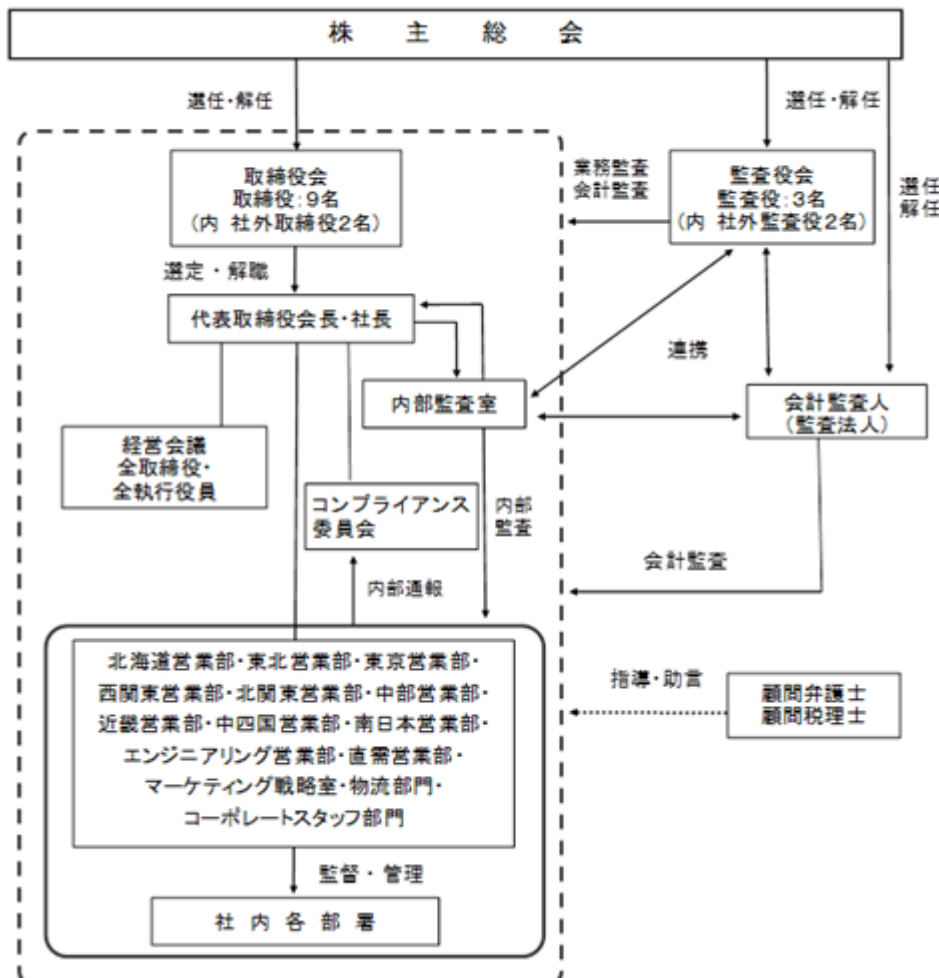 株主総会
選任・解任
選任・解任
選任
解任
取締役会
取締役:9名
(内 社外取締役2名)
業務監査
会計監査
監査役会
監査役:3名
(内 社外監査役2名)
選定・解職
代表取締役会長・社長
連携
内部監査室
会計監査人
(監査法人)
経営会議
全取締役・
全執行役員
コンプライアンス
委員会
内部
監査
会計監査
内部通報
北海道営業部・東北営業部・東京営業部・
西関東営業部・北関東営業部・中部営業部・
近畿営業部・中四国営業部・南日本営業部・
エンジニアリング営業部・直需営業部・
マーケティング戦略室・物流部門・
コーポレートスタッフ部門
指導・助言
顧問弁護士
顧問税理士
監督・管理
社内各部署